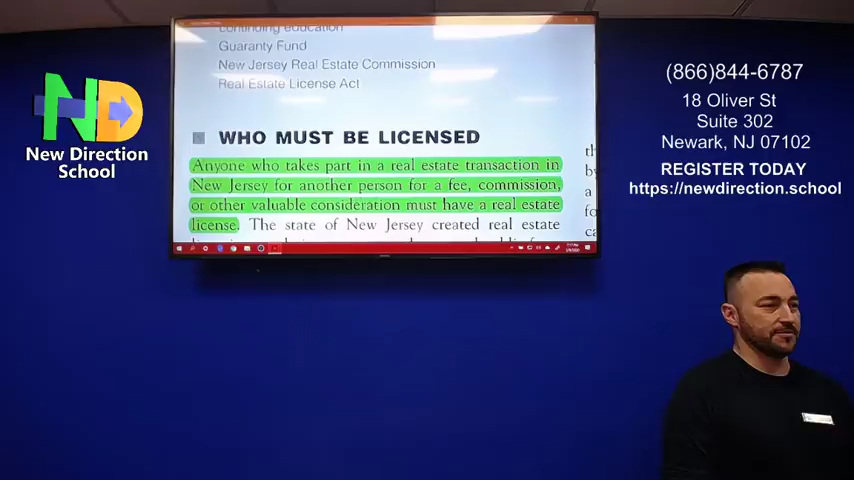 Continuing education
Guaranty Fund
New Jersey Real Estate Commission
Real Estate License Act
WHO MUST BE LICENSED
Anyone who takes part in a real estate transaction in
New Jersey for another person for a fee, commission,
or other valuable consideration must have a real estate
license. The state of New Jersey created real estate
ND
New Direction
School
(866)844-6787
18 Oliver St
Suite 302
Newark, NJ 07102
REGISTER TODAY
https://newdirection.school